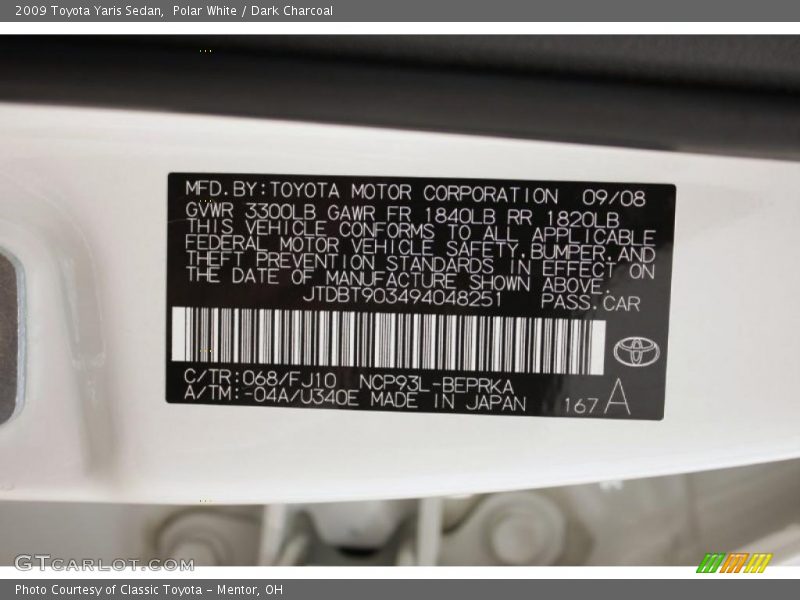 2009 Toyota Yaris Sedan, Polar White / Dark Charcoal
MFD.BY:TOYOTA MOTOR CORPORATION 09/08
GVWR 3300LB GAWR FR 1840LB RR 1820LB
THIS VEHICLE CONFORMS TO ALL APPLICABLE
FEDERAL MOTOR VEHICLE SAFETY,BUMPER,AND
THEFT PREVENTION STANDARDS IN EFFECT ON
THE DATE OF MANUFACTURE SHOWN ABOVE.
JTDBT903494048251 PASS.CAR
C/TR:068/FJ10 NCP93L-BEPRKA
A/TM:-04A/U340E MADE IN JAPAN 167 A
GTCARLOT.COM
Photo Courtesy of Classic Toyota - Mentor, OH